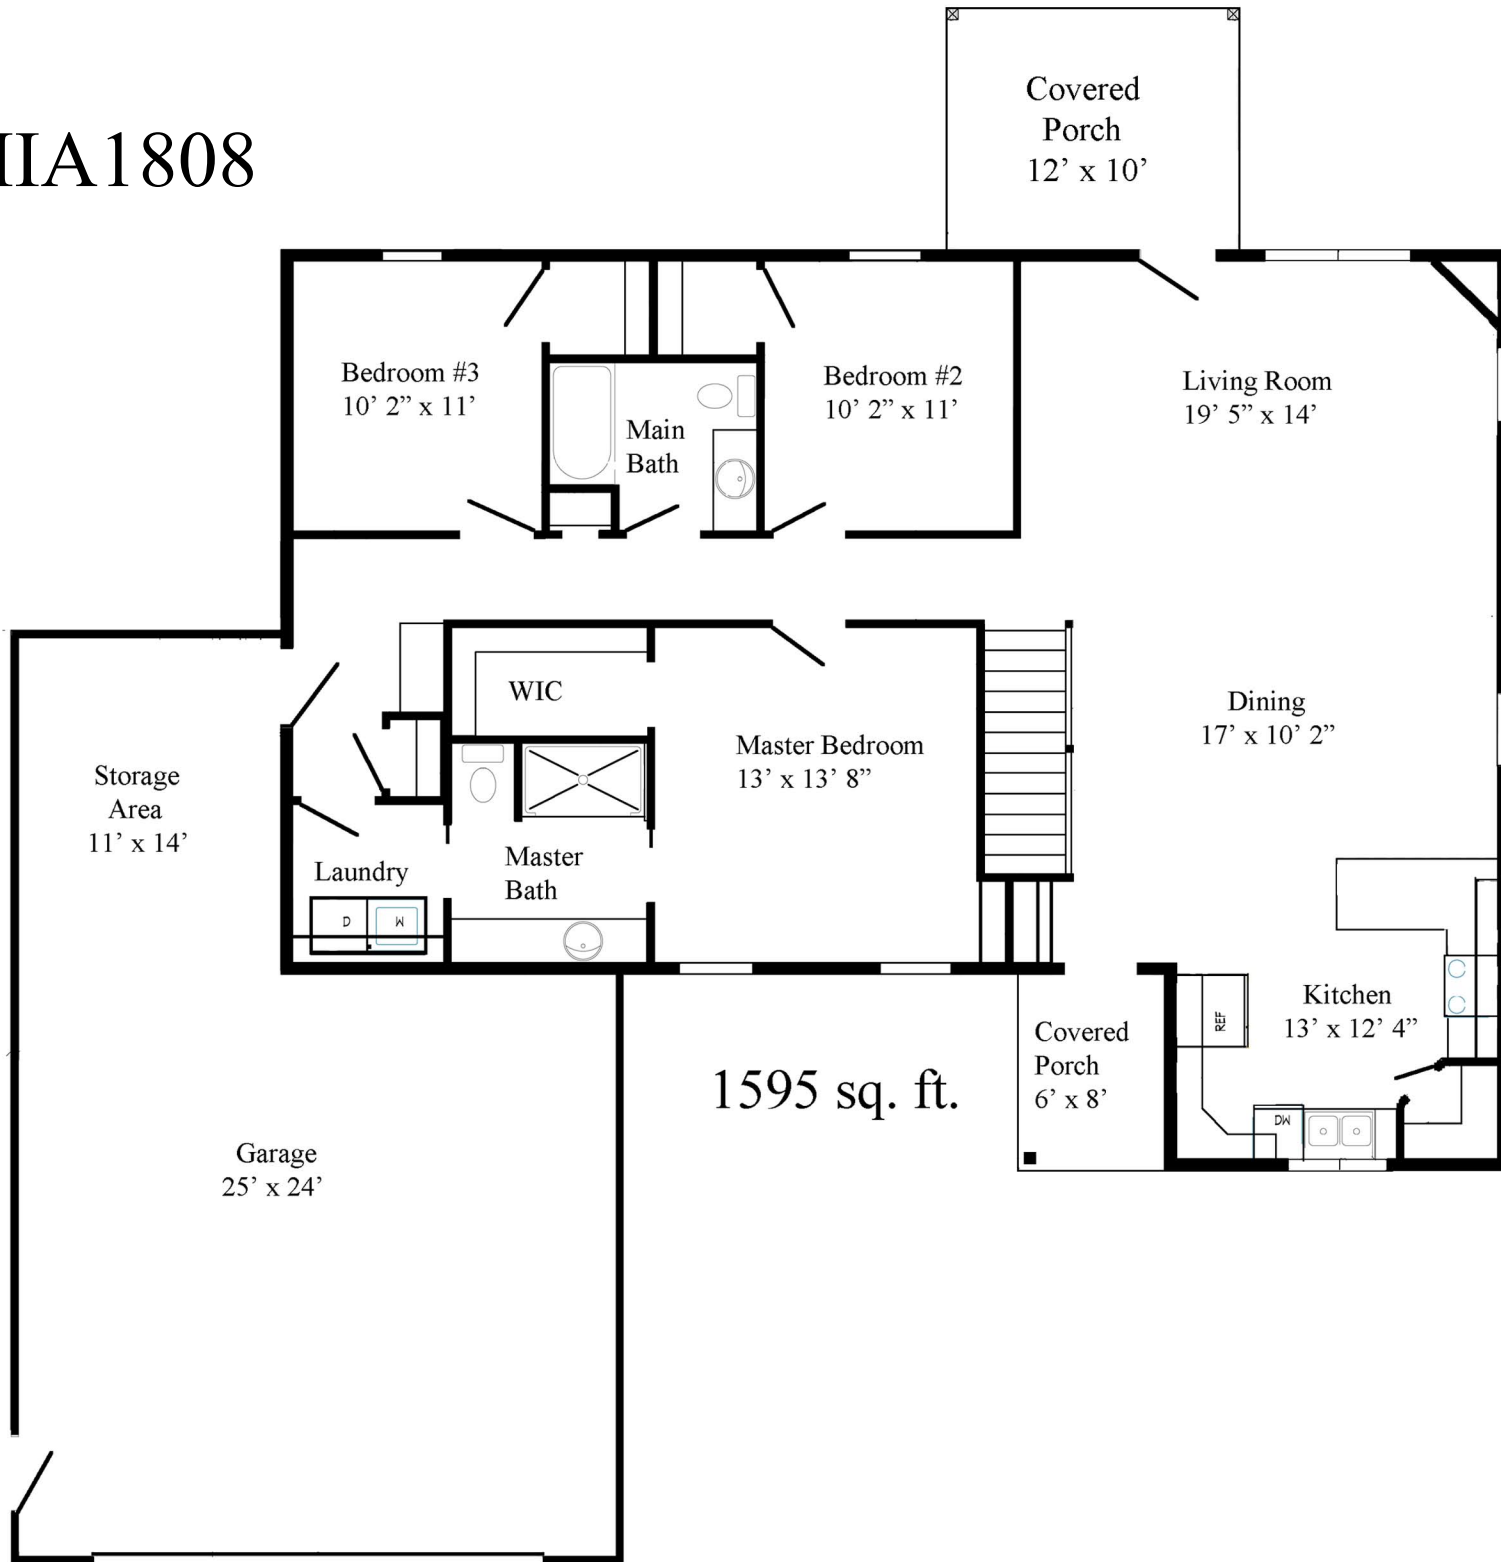 Covered
Porch
12’ x 10’
IIA1808
Bedroom #3
10’ 2” x 11’
Main
Bath
Bedroom #2
10’ 2” x 11’
Living Room
19’ 5” x 14’
WIC
Master Bedroom
13’ x 13’ 8”
Dining
17’ x 10’ 2”
Storage
Area
11’ x 14’
Laundry
D
W
Master
Bath
Kitchen
13’ x 12’ 4”
REF
DW
Covered
Porch
6’ x 8’
1595 sq. ft.
Garage
25’ x 24’